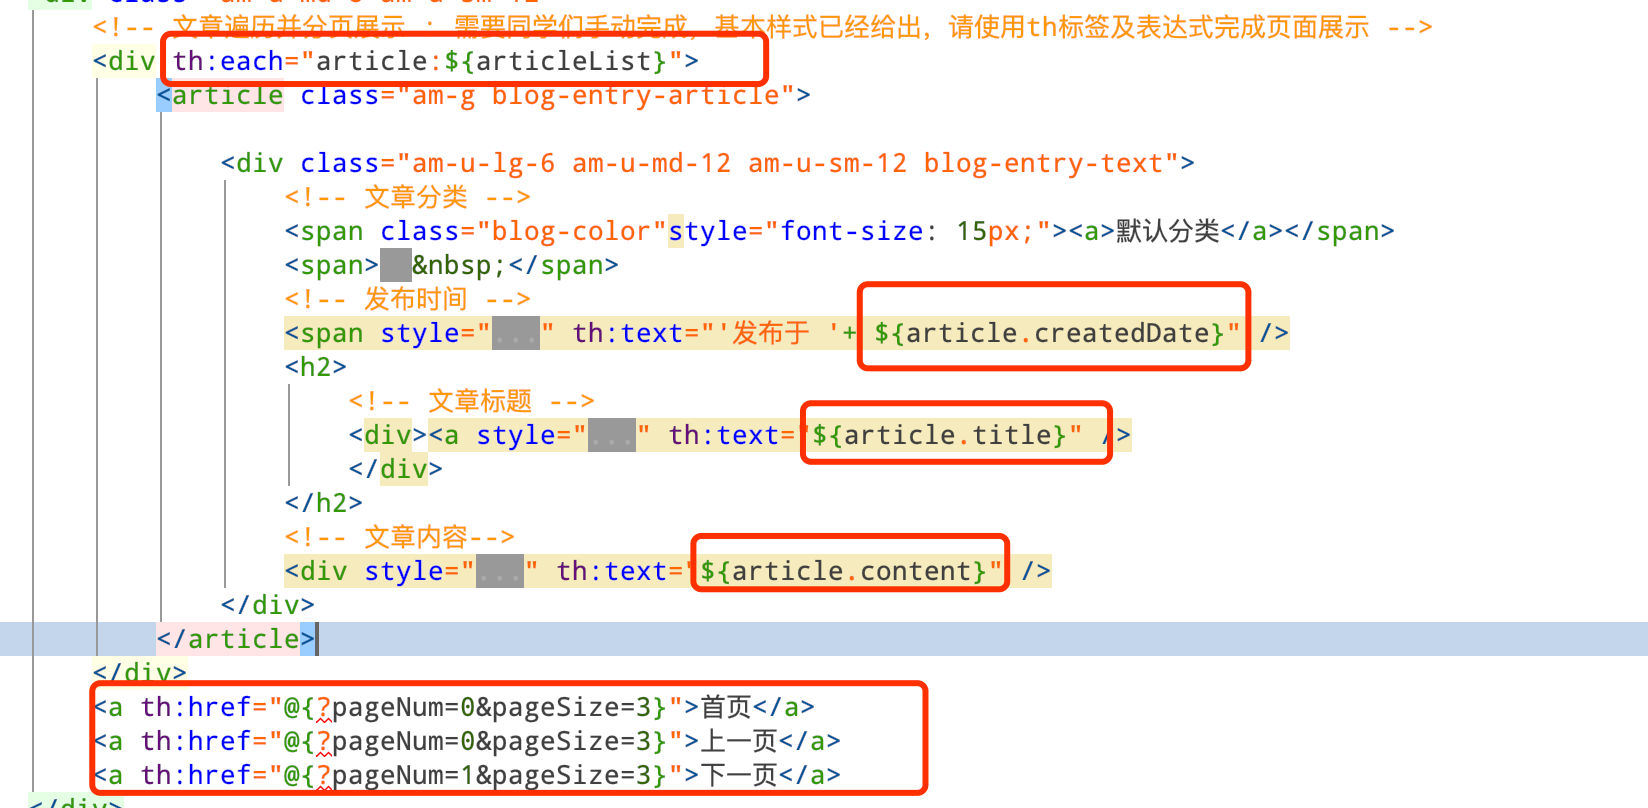 <div class="am-u-md-8 am-u-sm-12"
<!-- 文章遍历并分页展示 : 需要同学们手动完成，基本样式已经给出，请使用th标签及表达式完成页面展示 -->
<div th:each="article:${articleList}">
<article class="am-g blog-entry-article">
<div class="am-u-lg-6 am-u-md-12 am-u-sm-12 blog-entry-text">
<!-- 文章分类 -->
<span class="blog-color"style="font-size: 15px;"><a>默认分类</a></span>
<span>&nbsp;</span>
<!-- 发布时间 -->
<span style="..." th:text="'发布于 '+ ${article.createdDate}" />
<h2>
<!-- 文章标题 -->
<div><a style="..." th:text="${article.title}" />
</div>
</h2>
<!-- 文章内容-->
<div style="..." th:text="${article.content}" />
</div>
</article>
</div>
<a th:href="@{?pageNum=0&pageSize=3}">首页</a>
<a th:href="@{?pageNum=0&pageSize=3}">上一页</a>
<a th:href="@{?pageNum=1&pageSize=3}">下一页</a>
</div>